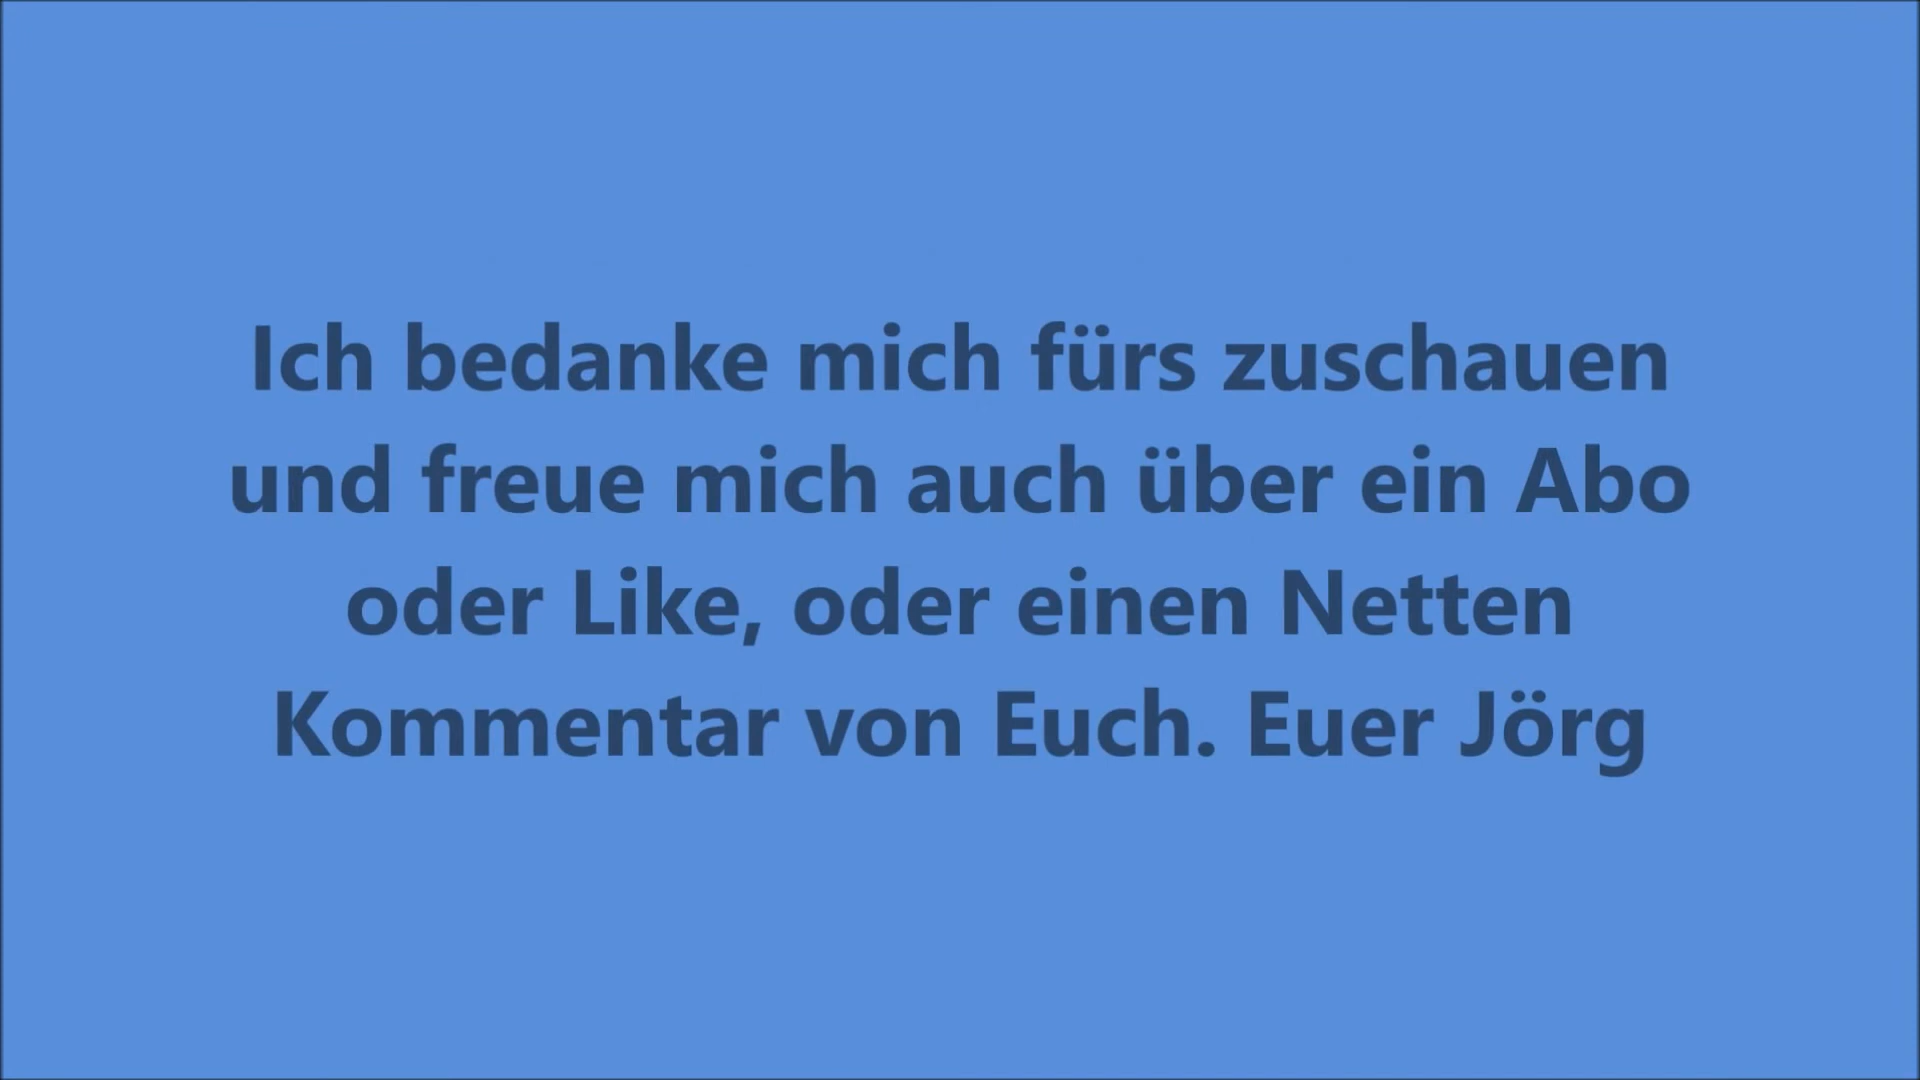 Ich bedanke mich fürs zuschauen
und freue mich auch über ein Abo
oder Like, oder einen Netten
Kommentar von Euch. Euer Jörg